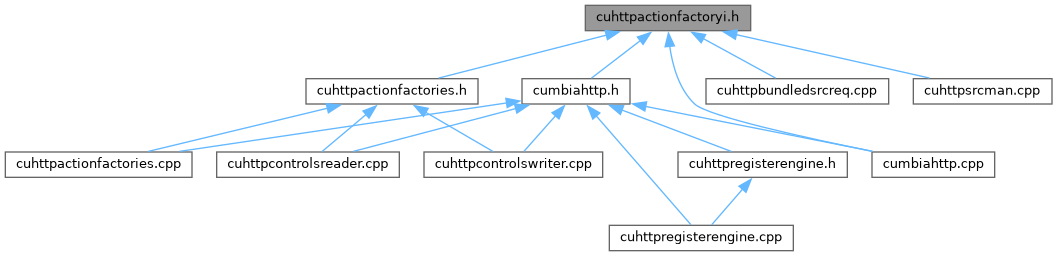 cuhttpactionfactoryi.h
cuhttpactionfactories.h
cumbiahttp.h
cuhttpbundledsrcreq.cpp
cuhttpsrcman.cpp
cuhttpactionfactories.cpp
cuhttpcontrolsreader.cpp
cuhttpcontrolswriter.cpp
cuhttpregisterengine.h
cumbiahttp.cpp
cuhttpregisterengine.cpp